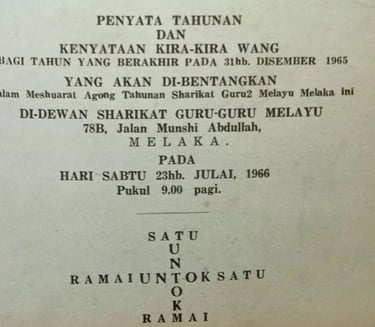 PENYATA TAHUNAN
DAN
KENYATAAN KIRA-KIRA WANG
BAGI TAHUN YANG BERAKHIR PADA 31hb. DISEMBER 1965
YANG AKAN DI-BENTANGKAN
dalam Meshuarat Agong Tahunan Sharikat Guru2 Melayu Melaka ini
DI-DEWAN SHARIKAT GURU-GURU MELAYU
78B, Jalan Munshi Abdullah,
MELAKA.
PADA
HARI SABTU 23hb. JULAI, 1966
Pukul 9.00 pagi.
SATU
U
N
RAMAI UNTOK SATU
O
K
RAMAI